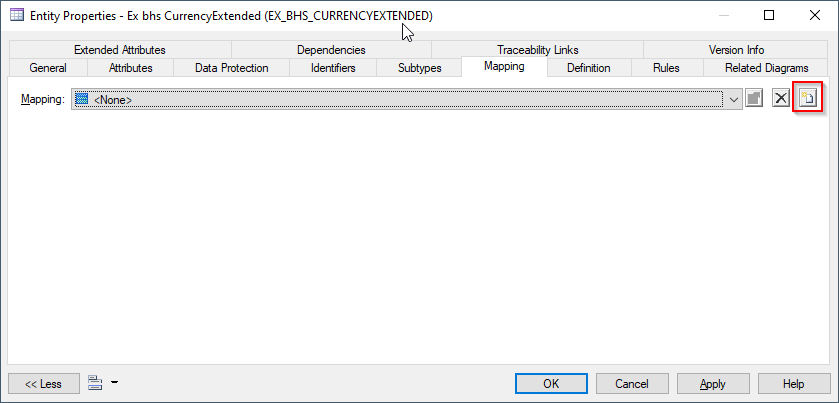 Entity Properties - Ex bhs CurrencyExtended (EX_BHS_CURRENCYEXTENDED)
Extended Attributes Dependencies Traceability Links Version Info
General Attributes Data Protection Identifiers Subtypes Mapping Definition Rules Related Diagrams
Mapping: <None>
<< Less OK Cancel Apply Help